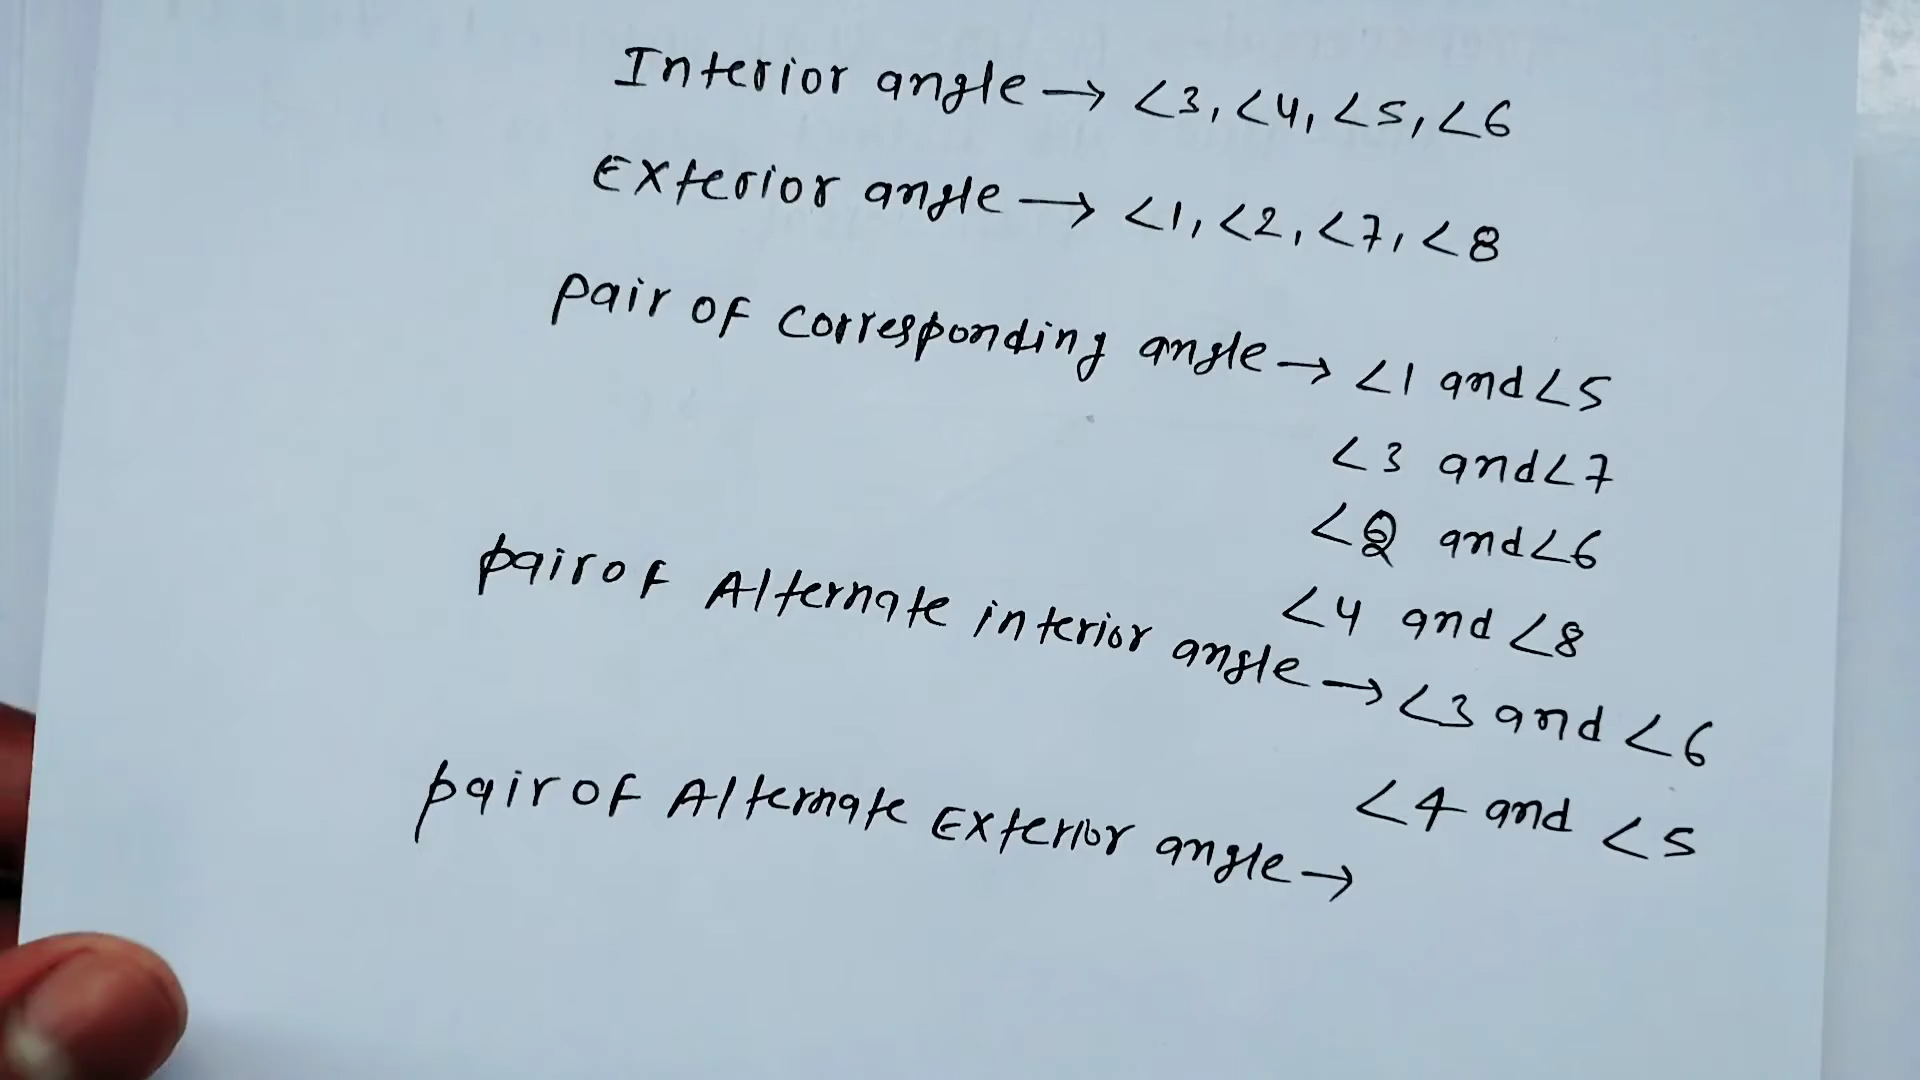 Interior angle → ∠3, ∠4, ∠5, ∠6
Exterior angle → ∠1, ∠2, ∠7, ∠8
pair of corresponding angle → ∠1 and ∠5
∠3 and ∠7
∠2 and ∠6
∠4 and ∠8
pair of Alternate interior angle → ∠3 and ∠6
∠4 and ∠5
pair of Alternate Exterior angle →